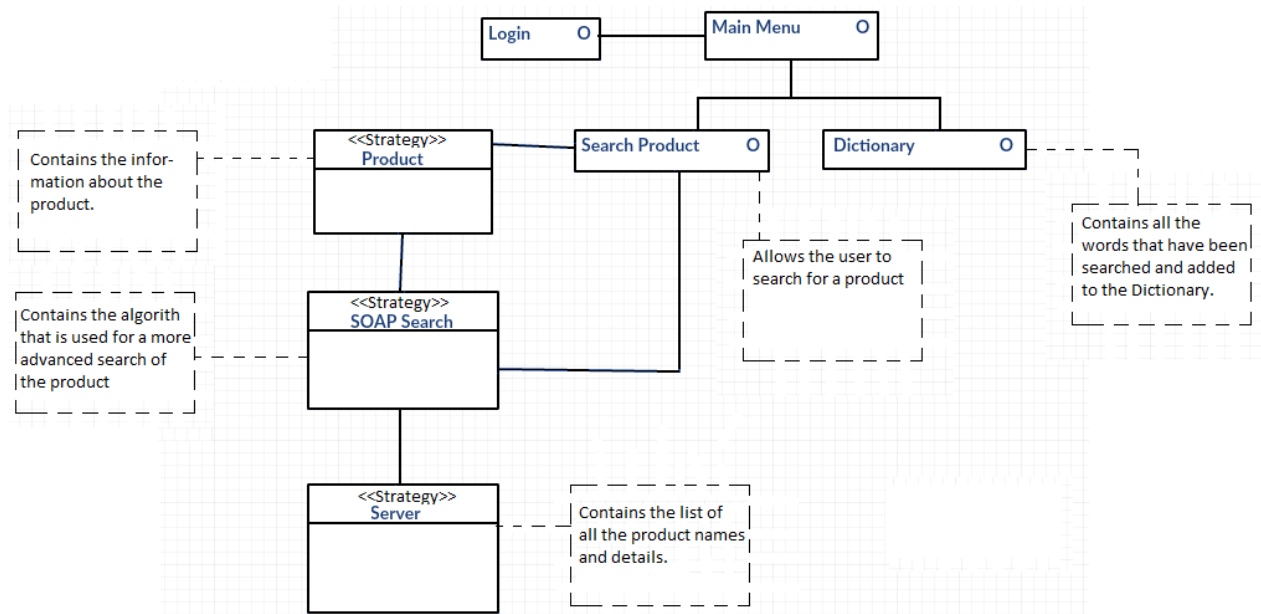 Login O
Main Menu O
<<Strategy>>
Product
Search Product O
Dictionary O
Contains the infor-
mation about the
product.
Contains all the
words that have been
searched and added
to the Dictionary.
Allows the user to
search for a product
<<Strategy>>
SOAP Search
Contains the algorith
that is used for a more
advanced search of
the product
<<Strategy>>
Server
Contains the list of
all the product names
and details.